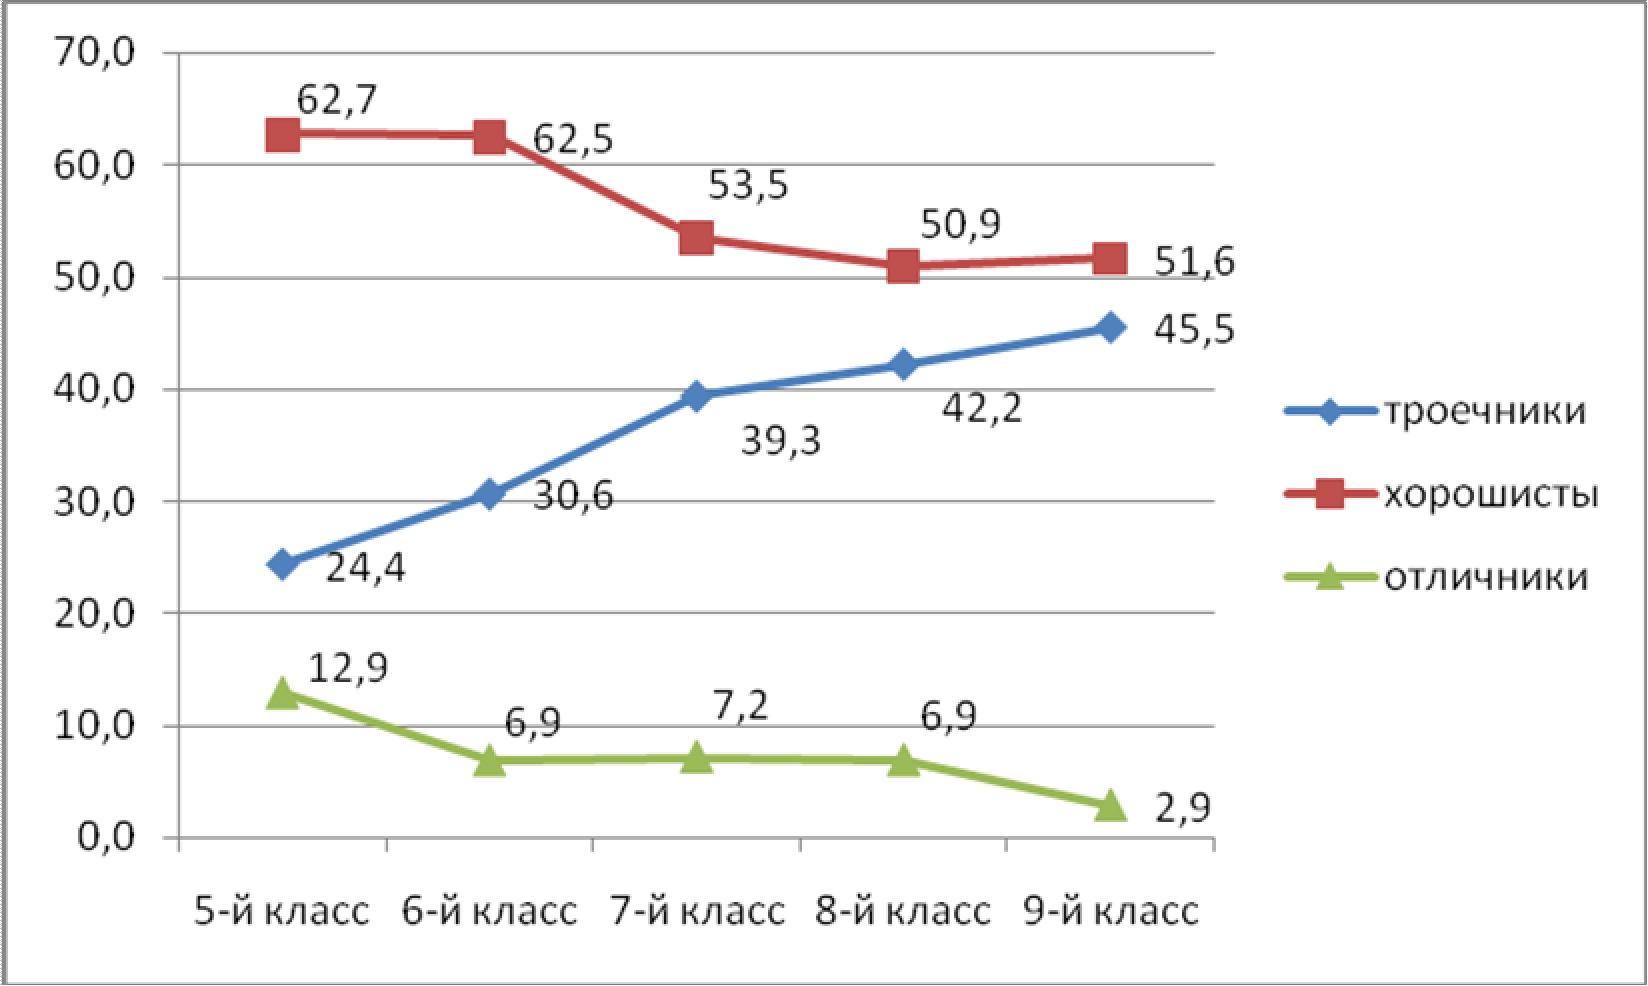 70,0
60,0
50,0
40,0
30,0
20,0
10,0
0,0
62,7
62,5
53,5
50,9
51,6
24,4
30,6
39,3
42,2
45,5
12,9
6,9
7,2
6,9
2,9
5-й класс
6-й класс
7-й класс
8-й класс
9-й класс
троечники
хорошисты
отличники